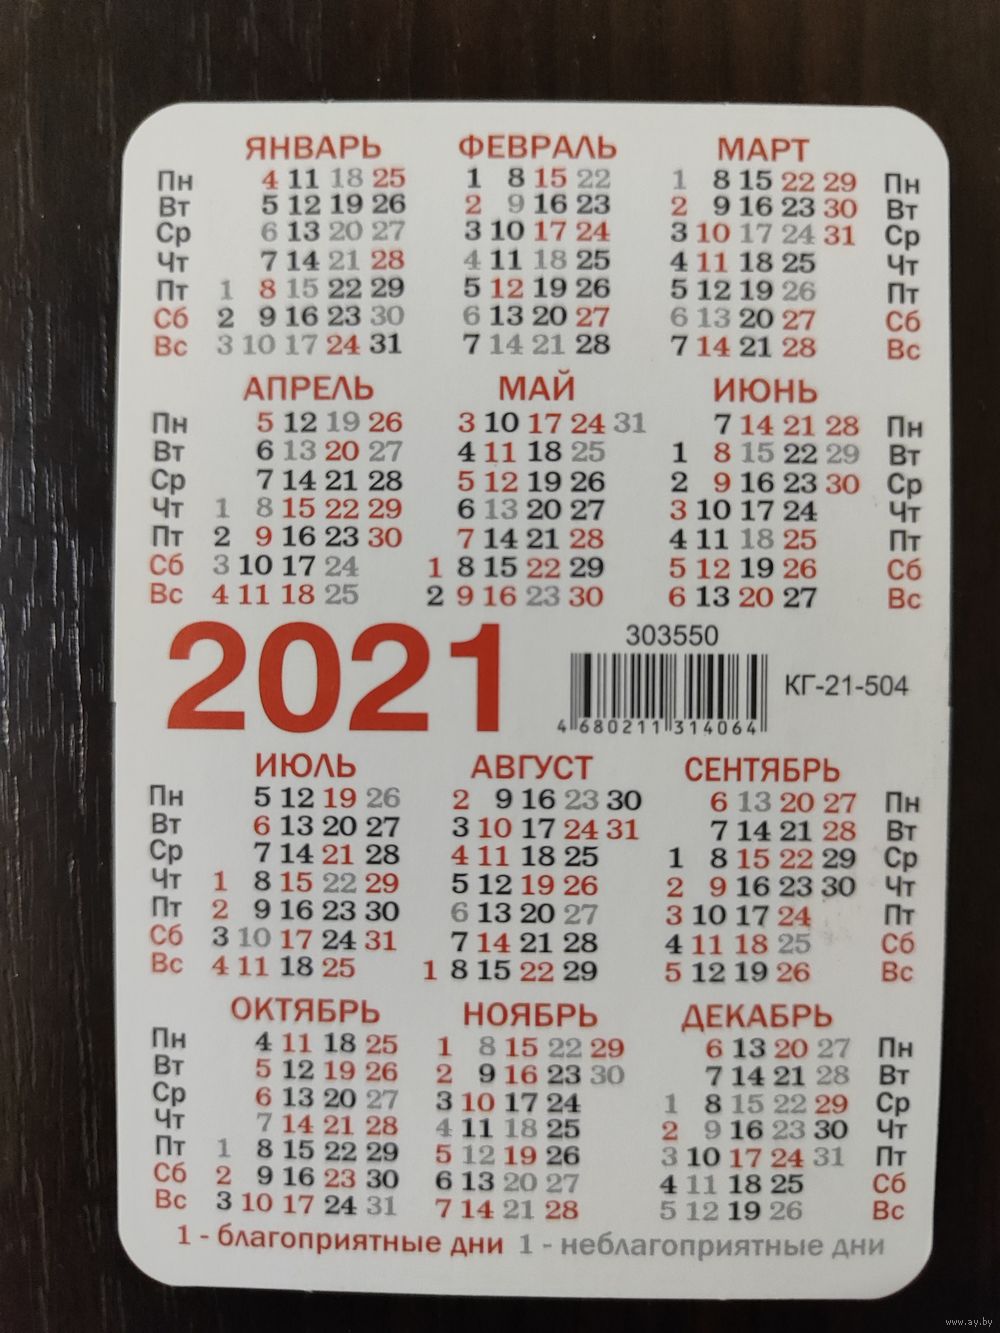 ЯНВАРЬ ФЕВРАЛЬ МАРТ
Пн 4 11 18 25 1 8 15 22 1 8 15 22 29 Пн
Вт 5 12 19 26 2 9 16 23 2 9 16 23 30 Вт
Ср 6 13 20 27 3 10 17 24 3 10 17 24 31 Ср
Чт 7 14 21 28 4 11 18 25 4 11 18 25 Чт
Пт 1 8 15 22 29 5 12 19 26 5 12 19 26 Пт
Сб 2 9 16 23 30 6 13 20 27 6 13 20 27 Сб
Вс 3 10 17 24 31 7 14 21 28 7 14 21 28 Вс
АПРЕЛЬ МАЙ ИЮНЬ
Пн 5 12 19 26 3 10 17 24 31 7 14 21 28 Пн
Вт 6 13 20 27 4 11 18 25 1 8 15 22 29 Вт
Ср 7 14 21 28 5 12 19 26 2 9 16 23 30 Ср
Чт 1 8 15 22 29 6 13 20 27 3 10 17 24 Чт
Пт 2 9 16 23 30 7 14 21 28 4 11 18 25 Пт
Сб 3 10 17 24 1 8 15 22 29 5 12 19 26 Сб
Вс 4 11 18 25 2 9 16 23 30 6 13 20 27 Вс
2021
303550
4 680211 314064
КГ-21-504
ИЮЛЬ АВГУСТ СЕНТЯБРЬ
Пн 5 12 19 26 2 9 16 23 30 6 13 20 27 Пн
Вт 6 13 20 27 3 10 17 24 31 7 14 21 28 Вт
Ср 7 14 21 28 4 11 18 25 1 8 15 22 29 Ср
Чт 1 8 15 22 29 5 12 19 26 2 9 16 23 30 Чт
Пт 2 9 16 23 30 6 13 20 27 3 10 17 24 Пт
Сб 3 10 17 24 31 7 14 21 28 4 11 18 25 Сб
Вс 4 11 18 25 1 8 15 22 29 5 12 19 26 Вс
ОКТЯБРЬ НОЯБРЬ ДЕКАБРЬ
Пн 4 11 18 25 1 8 15 22 29 6 13 20 27 Пн
Вт 5 12 19 26 2 9 16 23 30 7 14 21 28 Вт
Ср 6 13 20 27 3 10 17 24 1 8 15 22 29 Ср
Чт 7 14 21 28 4 11 18 25 2 9 16 23 30 Чт
Пт 1 8 15 22 29 5 12 19 26 3 10 17 24 31 Пт
Сб 2 9 16 23 30 6 13 20 27 4 11 18 25 Сб
Вс 3 10 17 24 31 7 14 21 28 5 12 19 26 Вс
1 - благоприятные дни 1 - неблагоприятные дни
www.ay.by